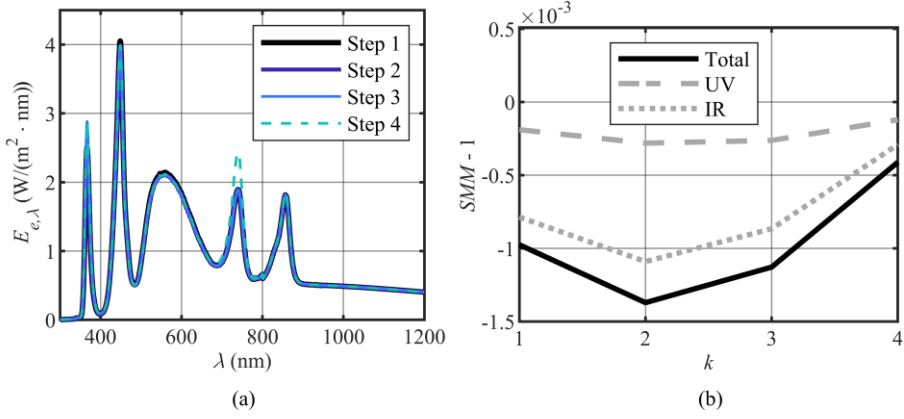 (a)
4
3
2
1
0
E_{e,λ} (W/(m² · nm))
Step 1
Step 2
Step 3
Step 4
400 600 800 1000 1200
λ (nm)
(a)
×10⁻³
0.5
0
-0.5
-1
-1.5
SMM - 1
Total
UV
IR
1 2 3 4
k
(b)